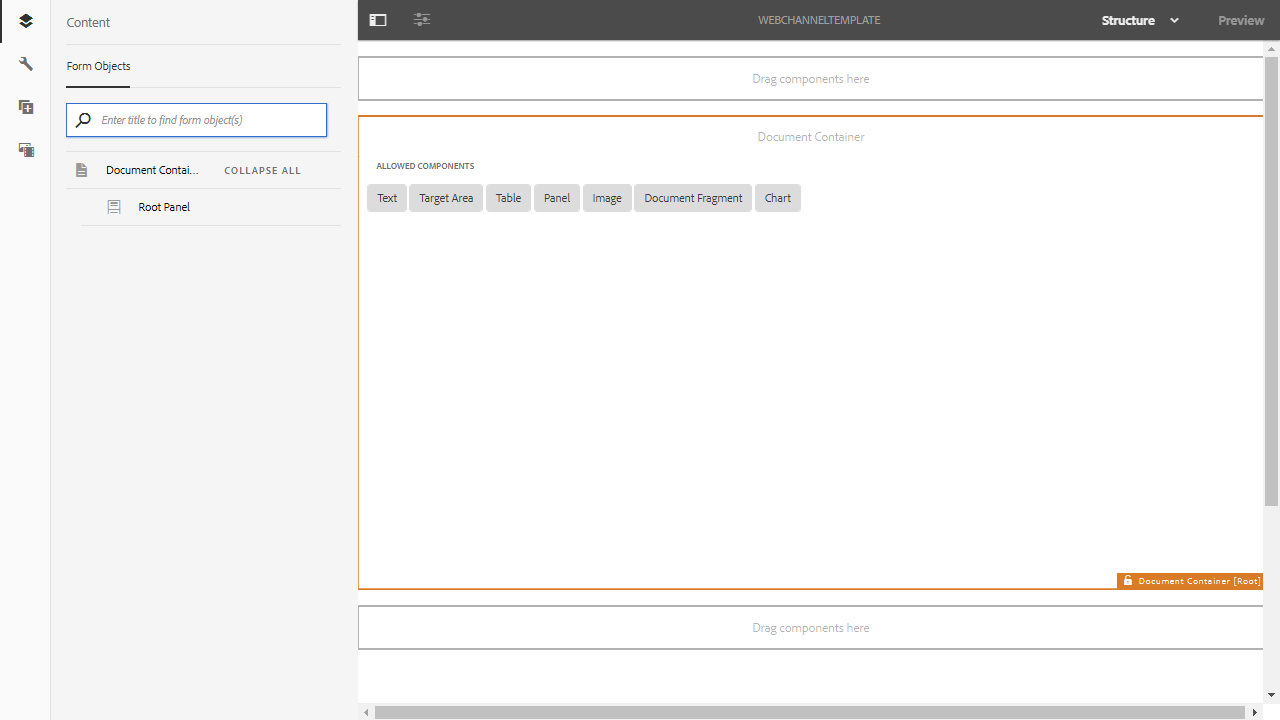 Content
WEBCHANNELTEMPLATE
Structure
Preview
Form Objects
Enter title to find form object(s)
Document Contai...
COLLAPSE ALL
Root Panel
Drag components here
Document Container
ALLOWED COMPONENTS
Text
Target Area
Table
Panel
Image
Document Fragment
Chart
Document Container [Root]
Drag components here